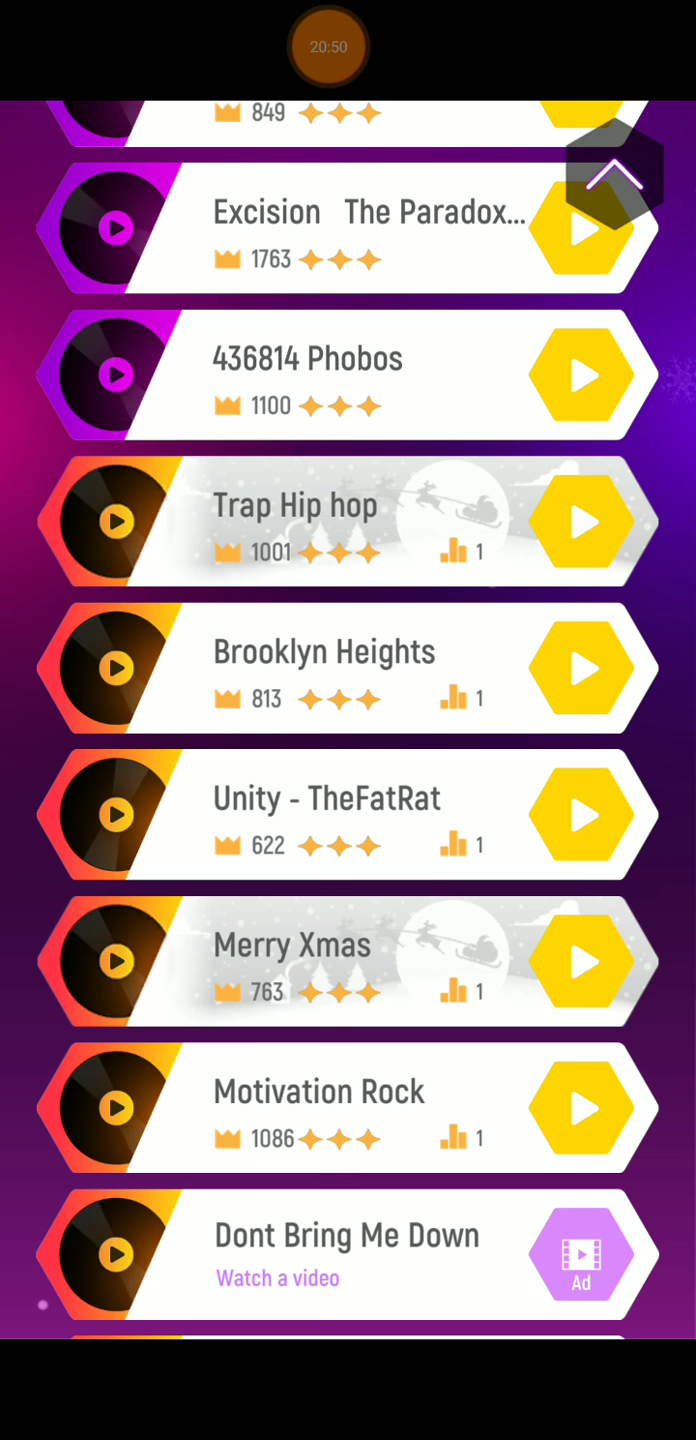 20:50
849
Excision The Paradox...
1763
436814 Phobos
1100
Trap Hip hop
1001 1
Brooklyn Heights
813 1
Unity - TheFatRat
622 1
Merry Xmas
763 1
Motivation Rock
1086 1
Dont Bring Me Down
Watch a video
Ad